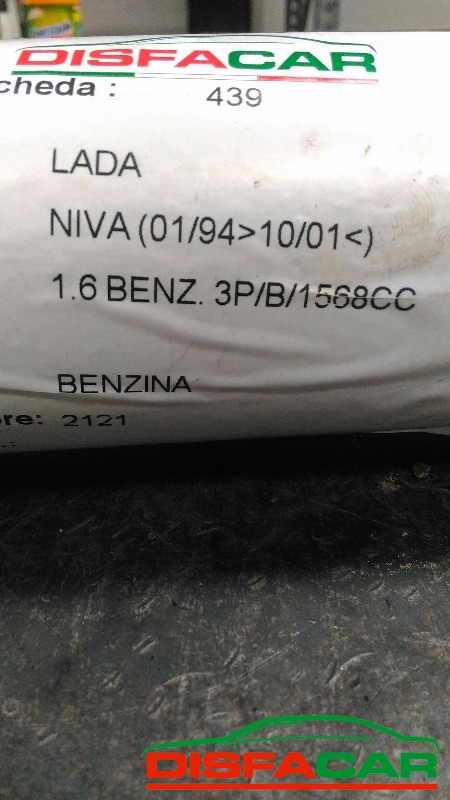 DISFACAR
cheda : 439
LADA
NIVA (01/94>10/01<)
1.6 BENZ. 3P/B/1568CC
BENZINA
re: 2121
.:
DISFACAR